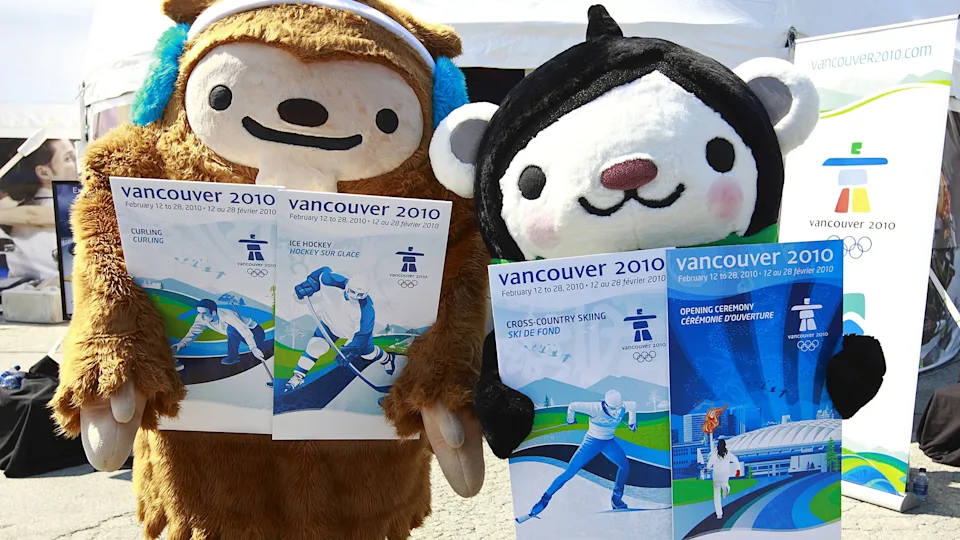 vancouver 2010
February 12 to 28, 2010 • 12 au 28 février 2010
CURLING
CURLING
vancouver 2010
vancouver 2010
February 12 to 28, 2010 • 12 au 28 février 2010
ICE HOCKEY
HOCKEY SUR GLACE
vancouver 2010
vancouver 2010
February 12 to 28, 2010 • 12 au 28 février 2010
CROSS-COUNTRY SKIING
SKI DE FOND
vancouver 2010
vancouver 2010
February 12 to 28, 2010 • 12 au 28 février 2010
OPENING CEREMONY
CÉRÉMONIE D'OUVERTURE
vancouver 2010
vancouver2010.com
vancouver 2010